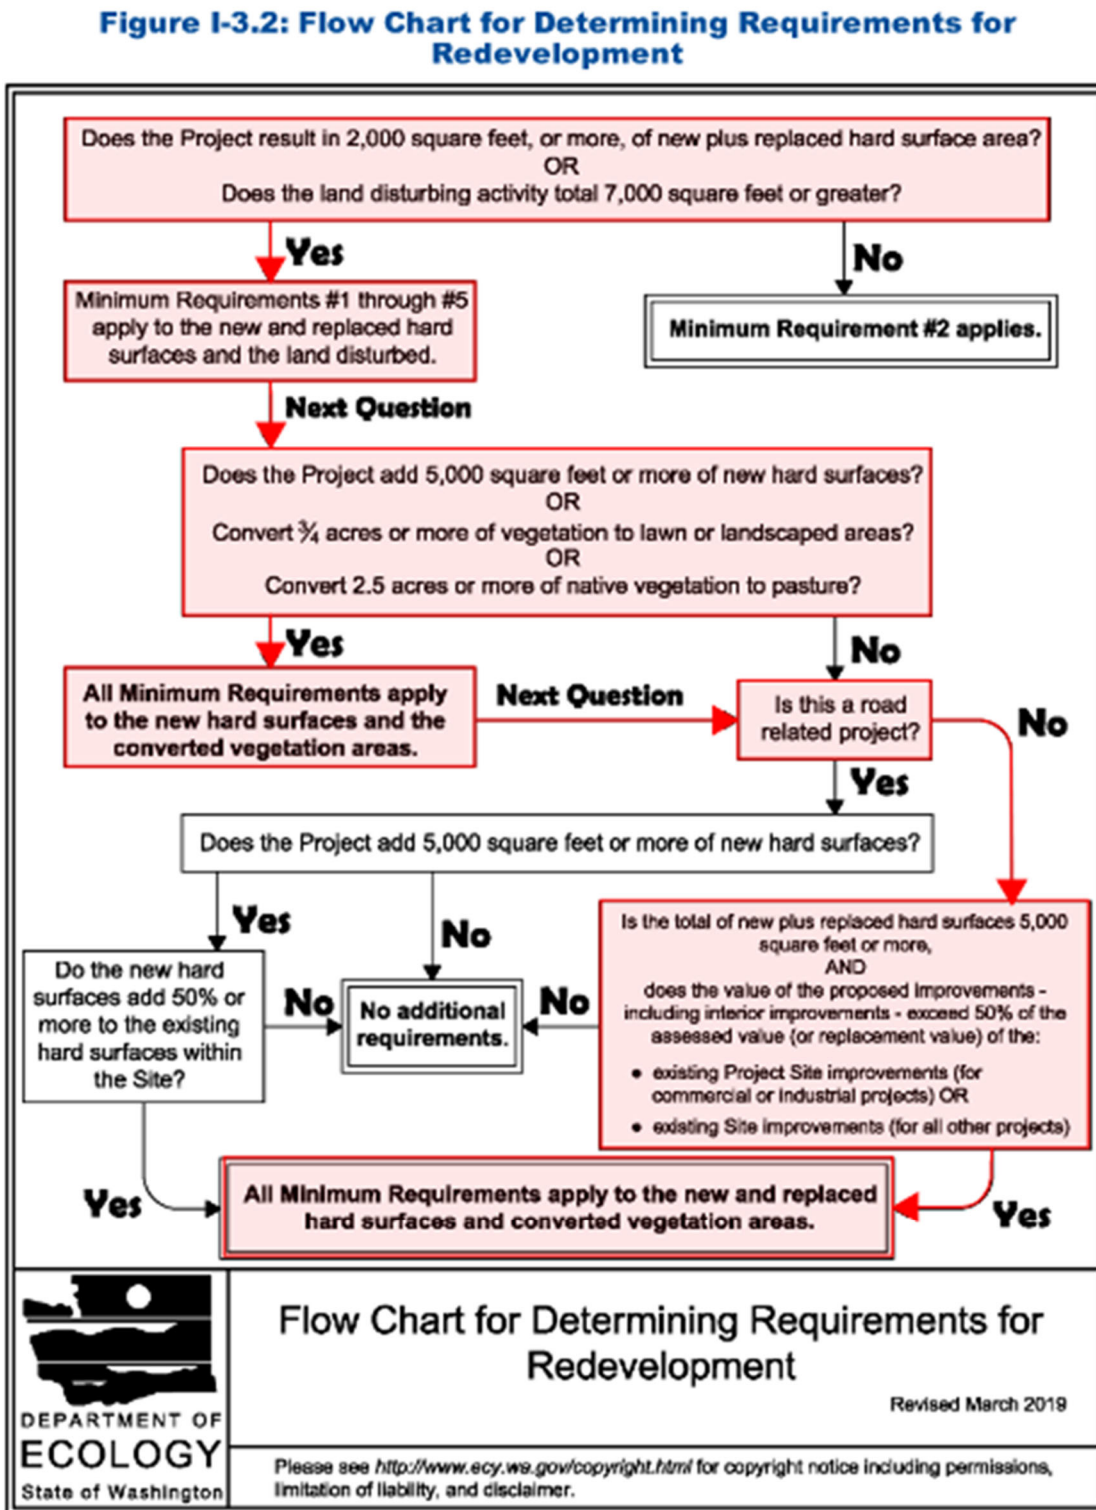 Figure I-3.2: Flow Chart for Determining Requirements for
Redevelopment
Does the Project result in 2,000 square feet, or more, of new plus replaced hard surface area?
OR
Does the land disturbing activity total 7,000 square feet or greater?
Yes
No
Minimum Requirements #1 through #5
apply to the new and replaced hard
surfaces and the land disturbed.
Minimum Requirement #2 applies.
Next Question
Does the Project add 5,000 square feet or more of new hard surfaces?
OR
Convert ¾ acres or more of vegetation to lawn or landscaped areas?
OR
Convert 2.5 acres or more of native vegetation to pasture?
Yes
No
All Minimum Requirements apply
to the new hard surfaces and the
converted vegetation areas.
Next Question
Is this a road
related project?
No
Yes
Does the Project add 5,000 square feet or more of new hard surfaces?
Yes
No
Do the new hard
surfaces add 50% or
more to the existing
hard surfaces within
the Site?
No
No additional
requirements.
No
Is the total of new plus replaced hard surfaces 5,000
square feet or more,
AND
does the value of the proposed improvements -
including interior improvements - exceed 50% of the
assessed value (or replacement value) of the:
• existing Project Site improvements (for
commercial or industrial projects) OR
• existing Site improvements (for all other projects)
Yes
All Minimum Requirements apply to the new and replaced
hard surfaces and converted vegetation areas.
Yes
DEPARTMENT OF
ECOLOGY
State of Washington
Flow Chart for Determining Requirements for
Redevelopment
Revised March 2019
Please see http://www.ecy.wa.gov/copyright.html for copyright notice including permissions,
limitation of liability, and disclaimer.